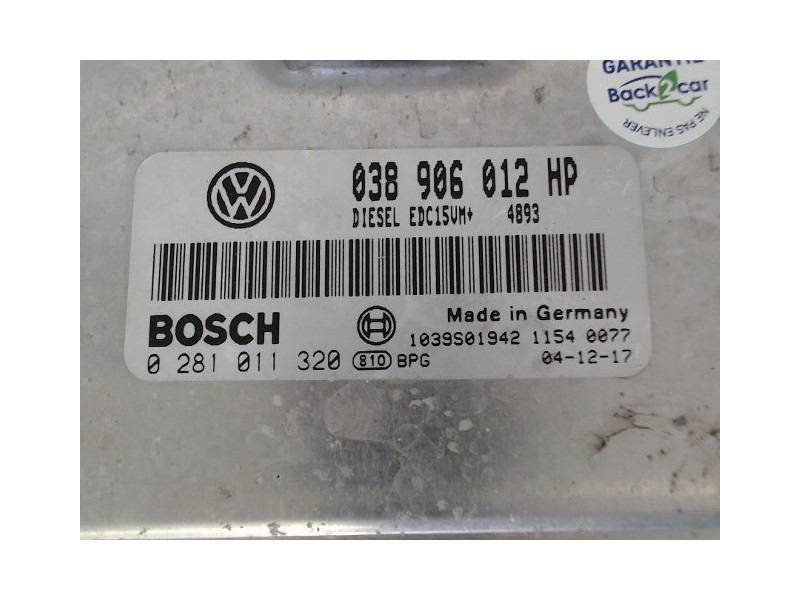 GARANTIE
Back2car
NE PAS ENLEVER
038 906 012 HP
DIESEL EDC15VM+ 4893
BOSCH
Made in Germany
1039S01942 1154 0077
0 281 011 320 810 BPG
04-12-17